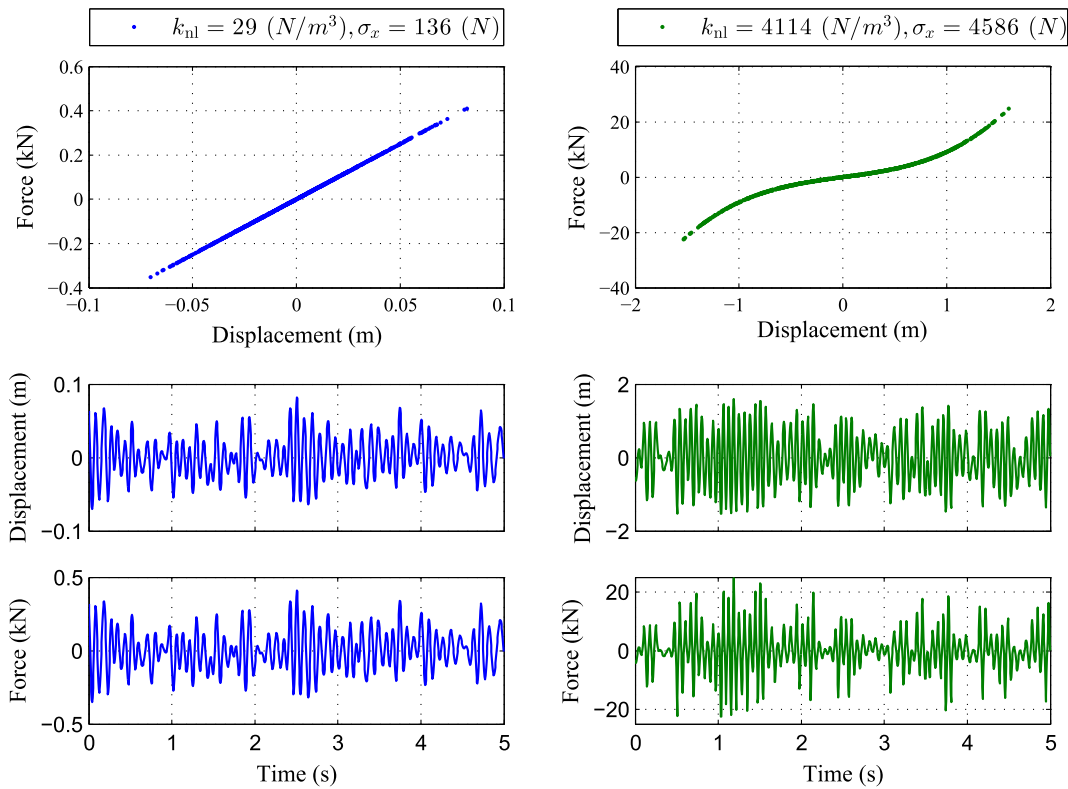 k_nl = 29 (N/m^3), σ_x = 136 (N)
k_nl = 4114 (N/m^3), σ_x = 4586 (N)
0.6
0.4
0.2
0
−0.2
−0.4
Force (kN)
−0.1
−0.05
0
0.05
0.1
Displacement (m)
40
20
0
−20
−40
Force (kN)
−2
−1
0
1
2
Displacement (m)
0.1
0
−0.1
Displacement (m)
2
0
−2
Displacement (m)
0.5
0
−0.5
Force (kN)
0 1 2 3 4 5
Time (s)
20
0
−20
Force (kN)
0 1 2 3 4 5
Time (s)